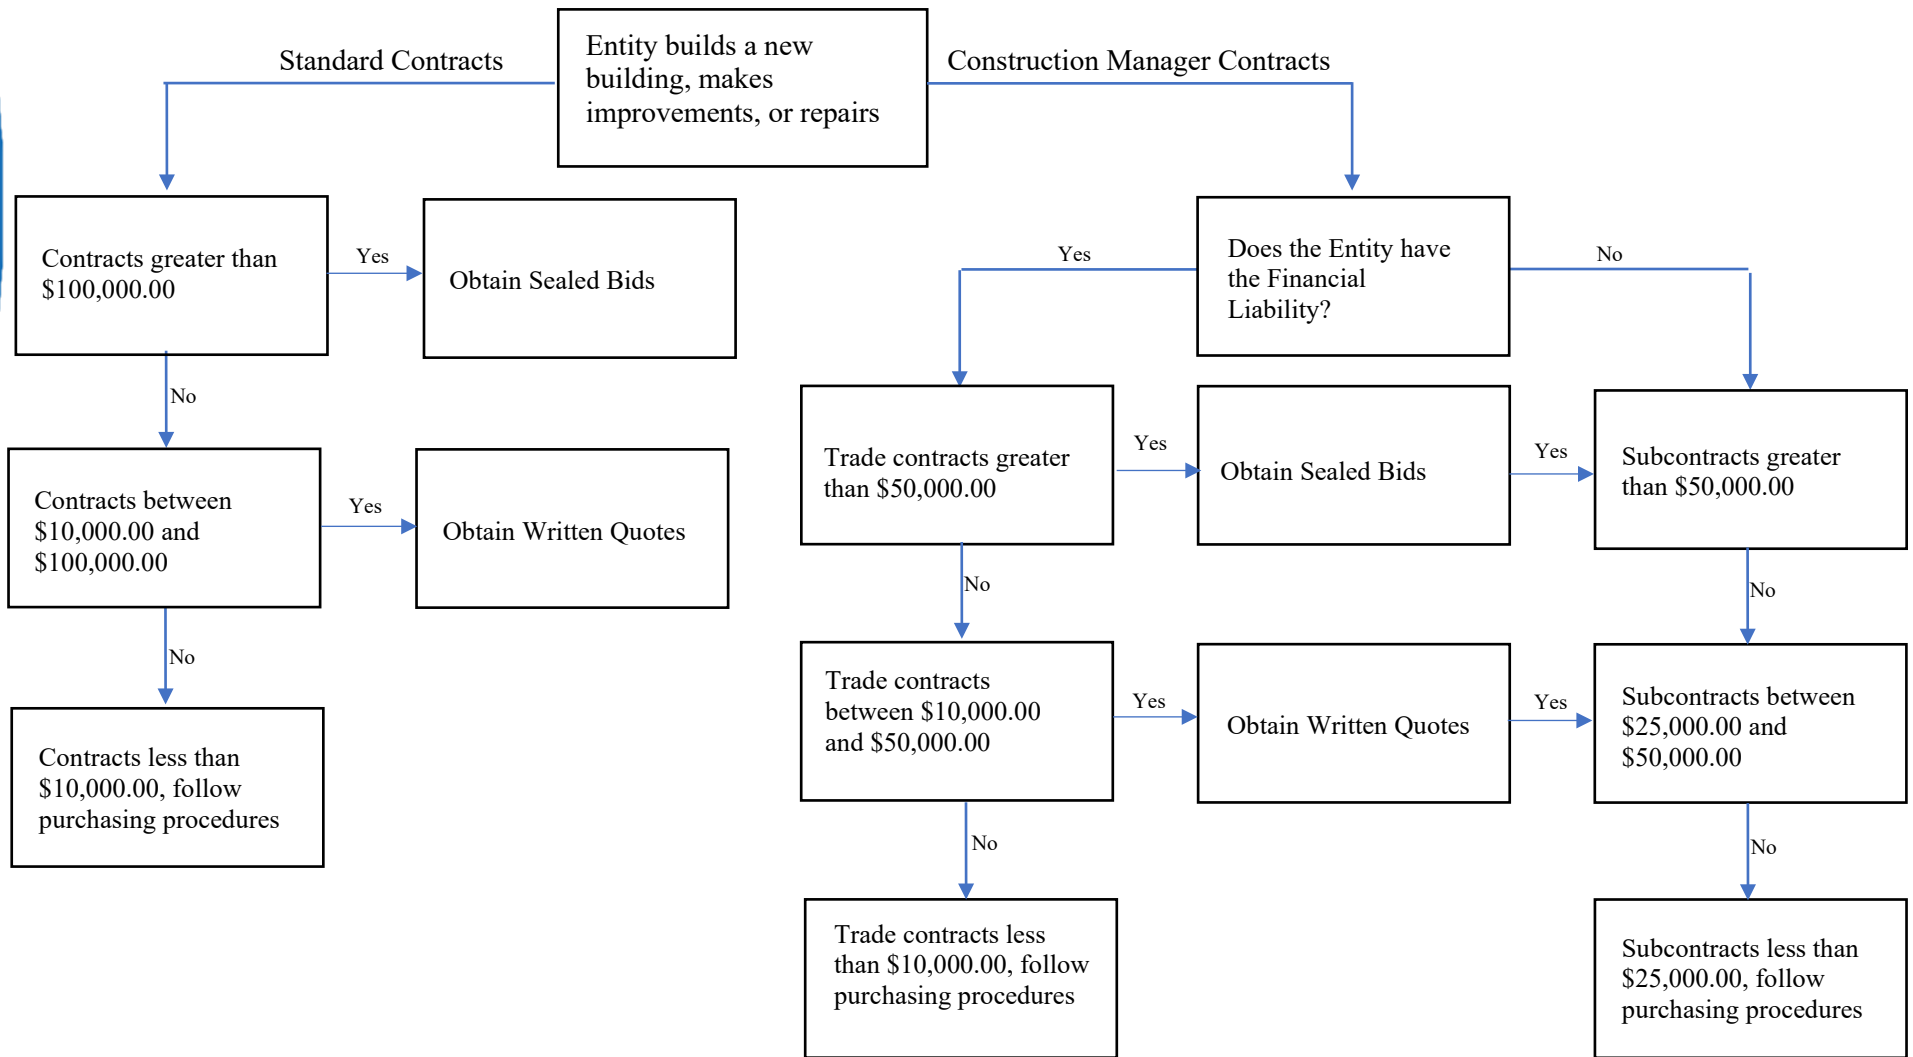 Standard Contracts
Entity builds a new
building, makes
improvements, or repairs
Construction Manager Contracts
Contracts greater than
$100,000.00
Yes
Obtain Sealed Bids
No
Contracts between
$10,000.00 and
$100,000.00
Yes
Obtain Written Quotes
No
Contracts less than
$10,000.00, follow
purchasing procedures
Does the Entity have
the Financial
Liability?
Yes
No
Trade contracts greater
than $50,000.00
Yes
Obtain Sealed Bids
Yes
Subcontracts greater
than $50,000.00
No
No
Trade contracts
between $10,000.00
and $50,000.00
Yes
Obtain Written Quotes
Yes
Subcontracts between
$25,000.00 and
$50,000.00
No
No
Trade contracts less
than $10,000.00, follow
purchasing procedures
Subcontracts less than
$25,000.00, follow
purchasing procedures